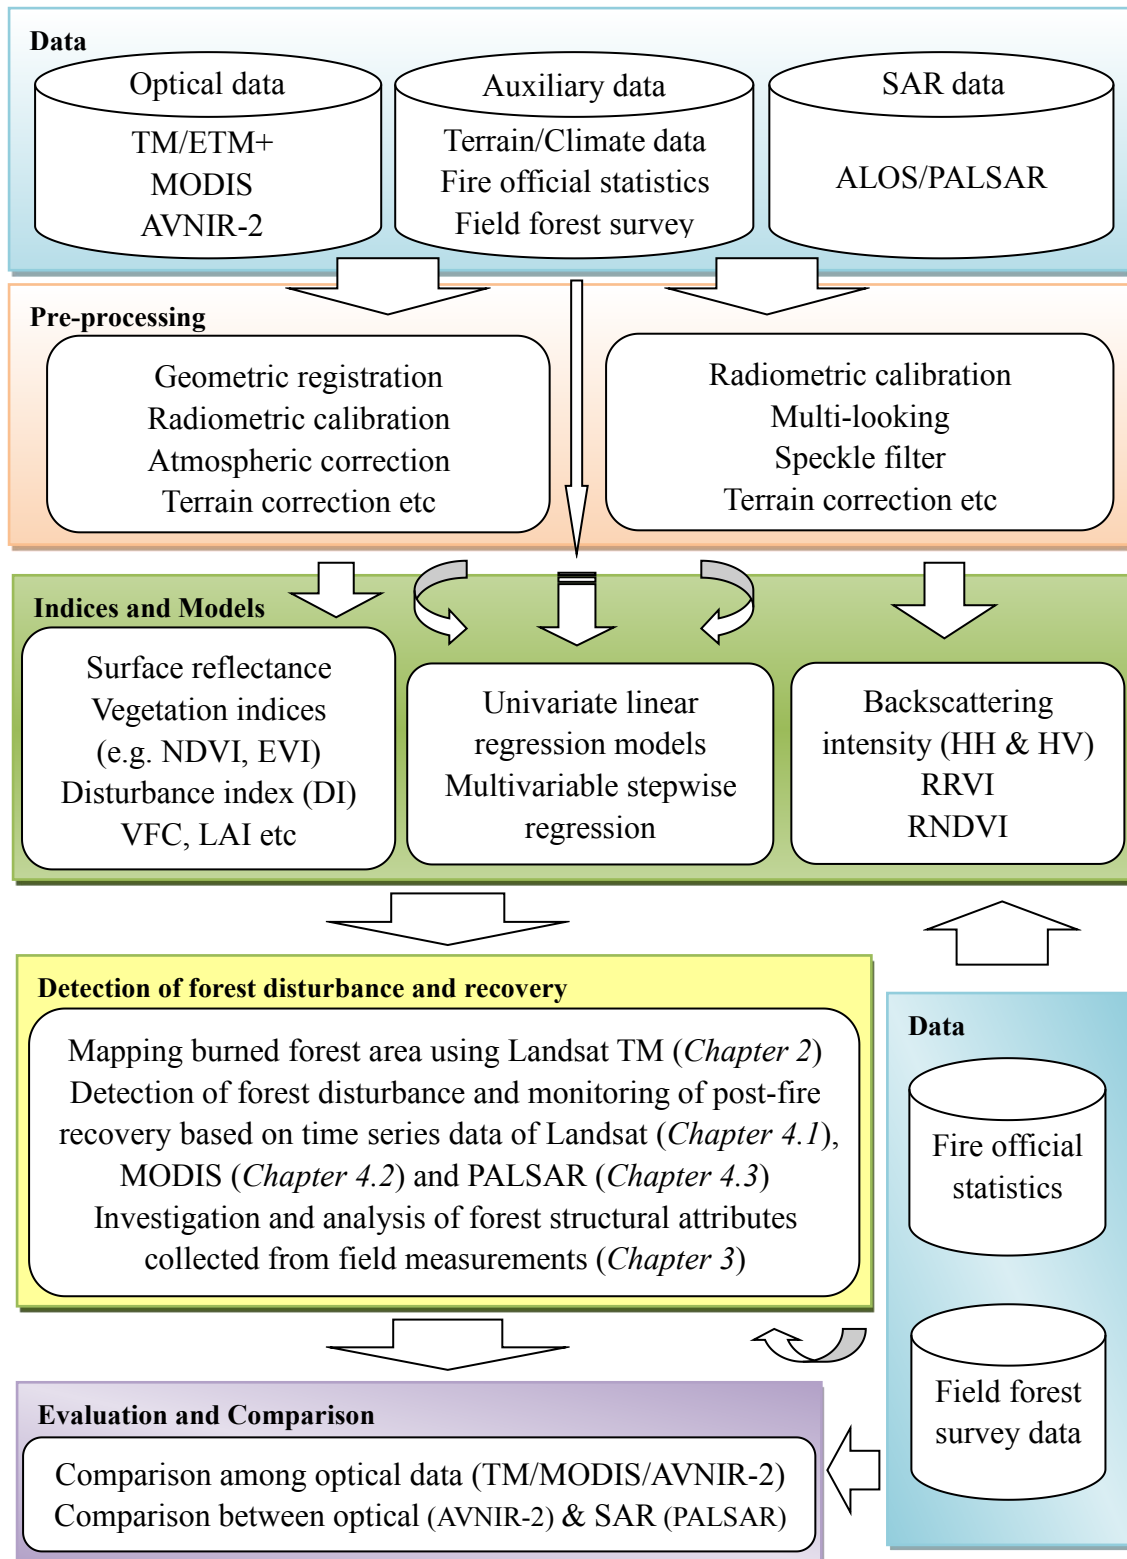 Data
Optical data
TM/ETM+
MODIS
AVNIR-2
Auxiliary data
Terrain/Climate data
Fire official statistics
Field forest survey
SAR data
ALOS/PALSAR
Pre-processing
Geometric registration
Radiometric calibration
Atmospheric correction
Terrain correction etc
Radiometric calibration
Multi-looking
Speckle filter
Terrain correction etc
Indices and Models
Surface reflectance
Vegetation indices
(e.g. NDVI, EVI)
Disturbance index (DI)
VFC, LAI etc
Univariate linear
regression models
Multivariable stepwise
regression
Backscattering
intensity (HH & HV)
RRVI
RNDVI
Detection of forest disturbance and recovery
Mapping burned forest area using Landsat TM (Chapter 2)
Detection of forest disturbance and monitoring of post-fire
recovery based on time series data of Landsat (Chapter 4.1),
MODIS (Chapter 4.2) and PALSAR (Chapter 4.3)
Investigation and analysis of forest structural attributes
collected from field measurements (Chapter 3)
Data
Fire official
statistics
Field forest
survey data
Evaluation and Comparison
Comparison among optical data (TM/MODIS/AVNIR-2)
Comparison between optical (AVNIR-2) & SAR (PALSAR)